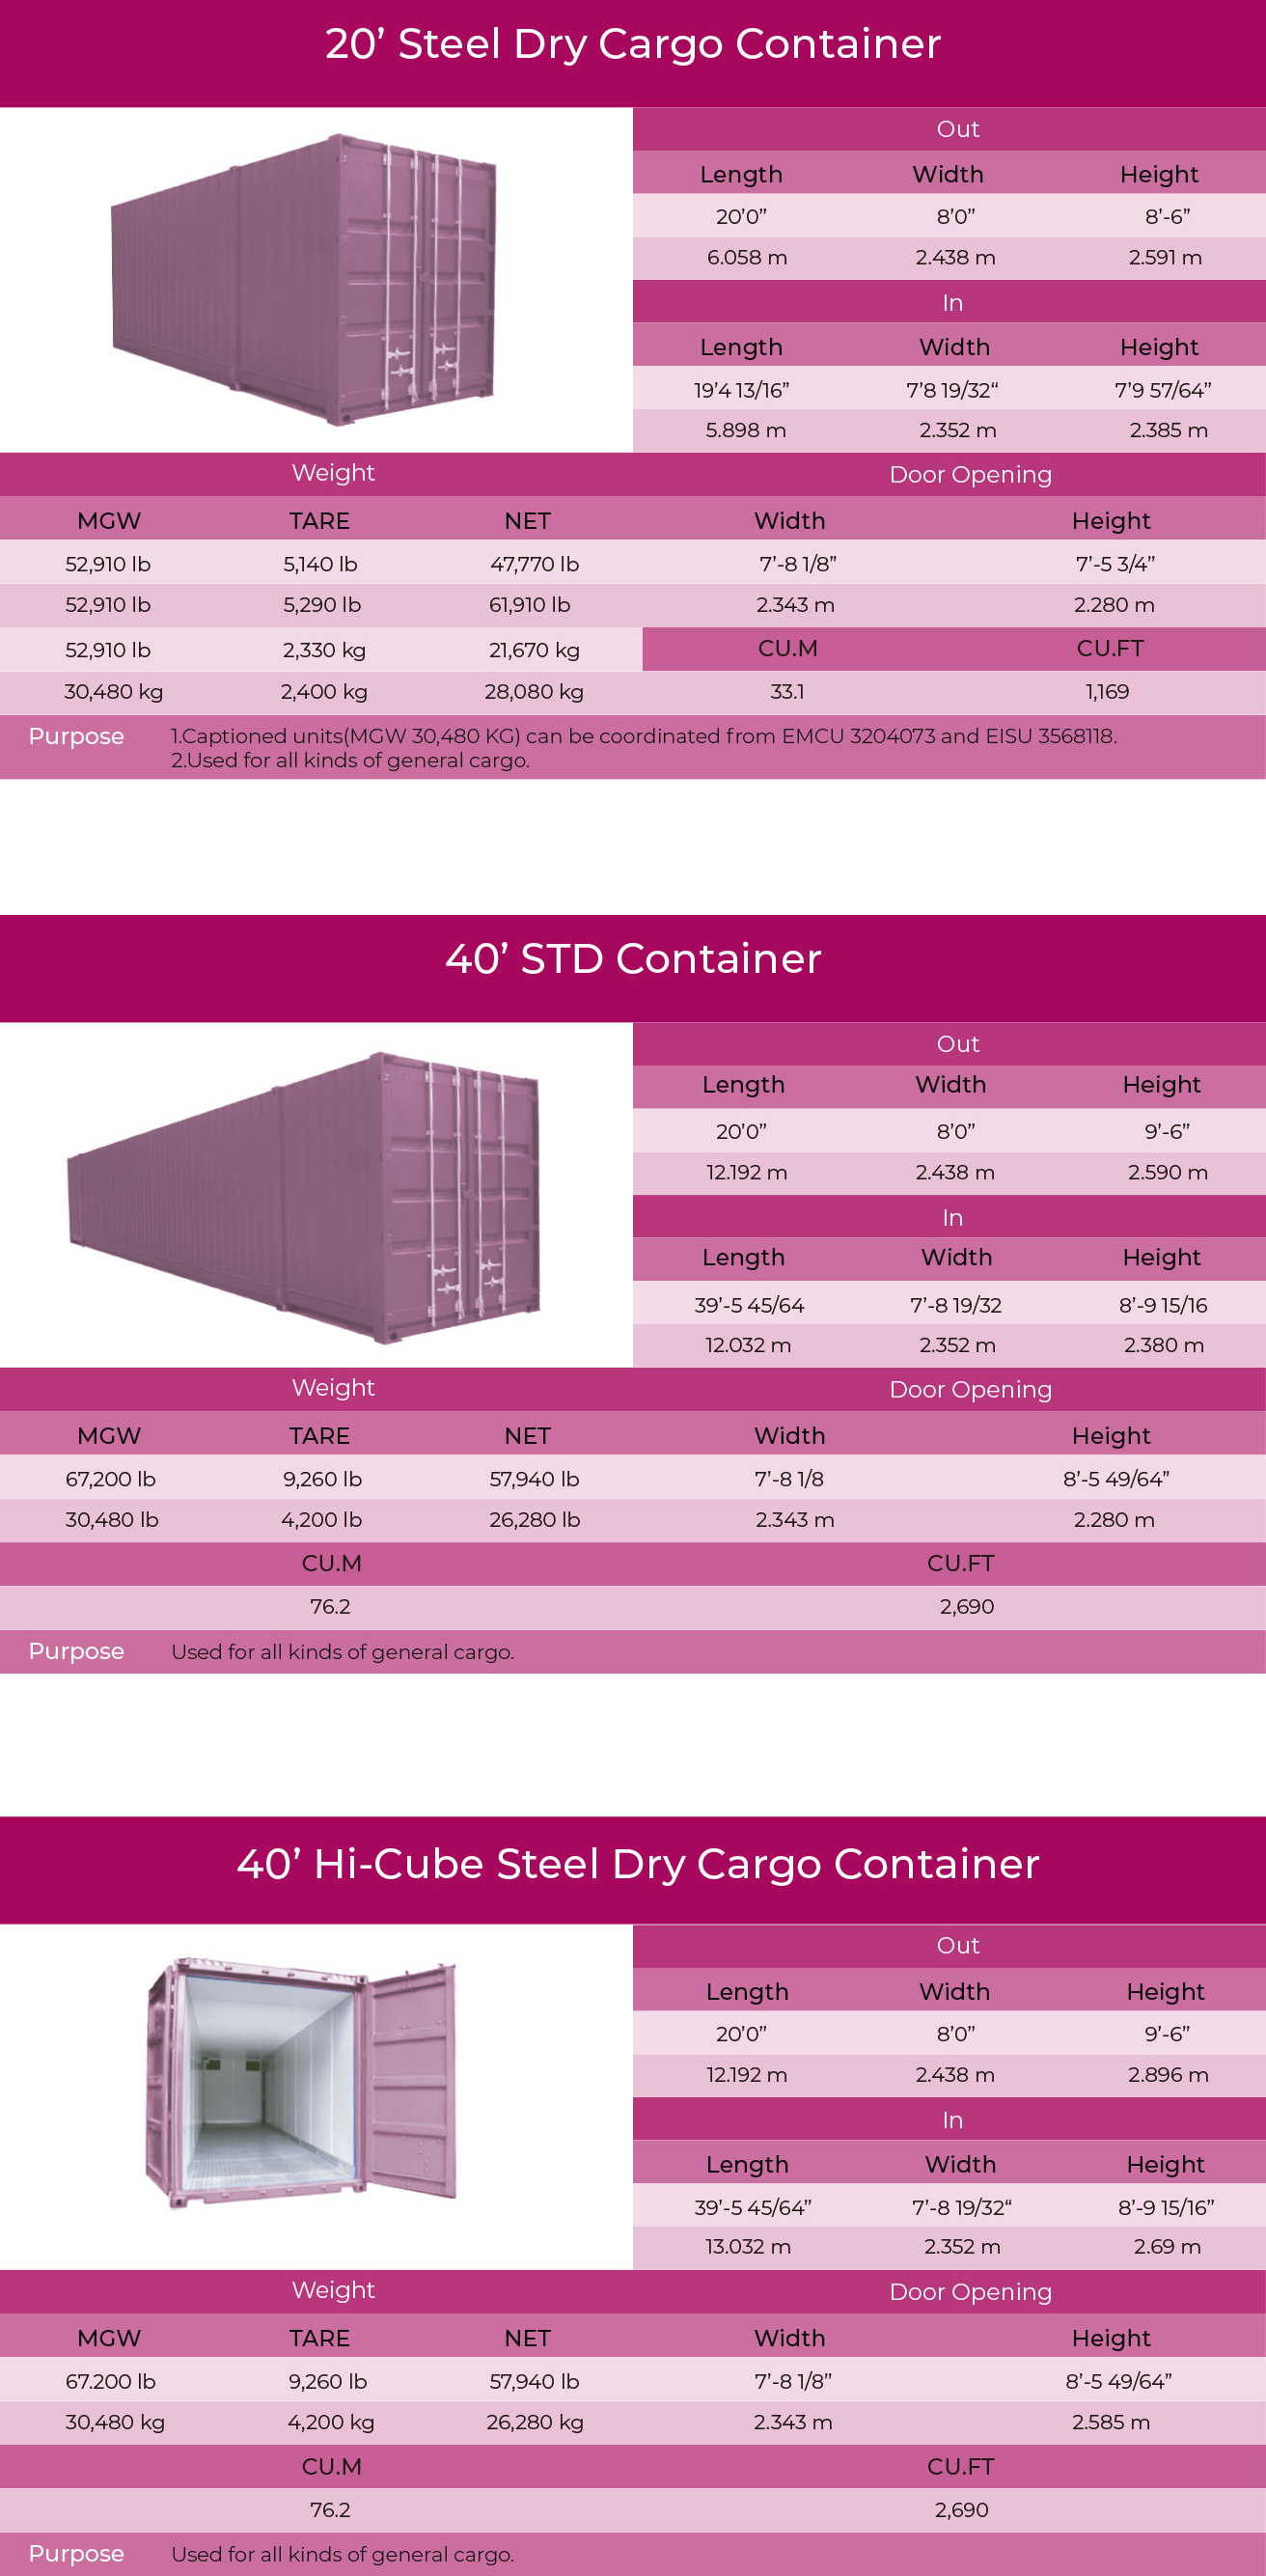 20’ Steel Dry Cargo Container
Out
Length Width Height
20’0” 8’0” 8’-6”
6.058 m 2.438 m 2.591 m
In
Length Width Height
19’4 13/16” 7’8 19/32“ 7’9 57/64”
5.898 m 2.352 m 2.385 m
Weight Door Opening
MGW TARE NET Width Height
52,910 lb 5,140 lb 47,770 lb 7’-8 1/8” 7’-5 3/4”
52,910 lb 5,290 lb 61,910 lb 2.343 m 2.280 m
52,910 lb 2,330 kg 21,670 kg CU.M CU.FT
30,480 kg 2,400 kg 28,080 kg 33.1 1,169
Purpose 1.Captioned units(MGW 30,480 KG) can be coordinated from EMCU 3204073 and EISU 3568118.
2.Used for all kinds of general cargo.
40’ STD Container
Out
Length Width Height
20’0” 8’0” 9’-6”
12.192 m 2.438 m 2.590 m
In
Length Width Height
39’-5 45/64 7’-8 19/32 8’-9 15/16
12.032 m 2.352 m 2.380 m
Weight Door Opening
MGW TARE NET Width Height
67,200 lb 9,260 lb 57,940 lb 7’-8 1/8 8’-5 49/64”
30,480 lb 4,200 lb 26,280 lb 2.343 m 2.280 m
CU.M CU.FT
76.2 2,690
Purpose Used for all kinds of general cargo.
40’ Hi-Cube Steel Dry Cargo Container
Out
Length Width Height
20’0” 8’0” 9’-6”
12.192 m 2.438 m 2.896 m
In
Length Width Height
39’-5 45/64” 7’-8 19/32“ 8’-9 15/16”
13.032 m 2.352 m 2.69 m
Weight Door Opening
MGW TARE NET Width Height
67.200 lb 9,260 lb 57,940 lb 7’-8 1/8” 8’-5 49/64”
30,480 kg 4,200 kg 26,280 kg 2.343 m 2.585 m
CU.M CU.FT
76.2 2,690
Purpose Used for all kinds of general cargo.